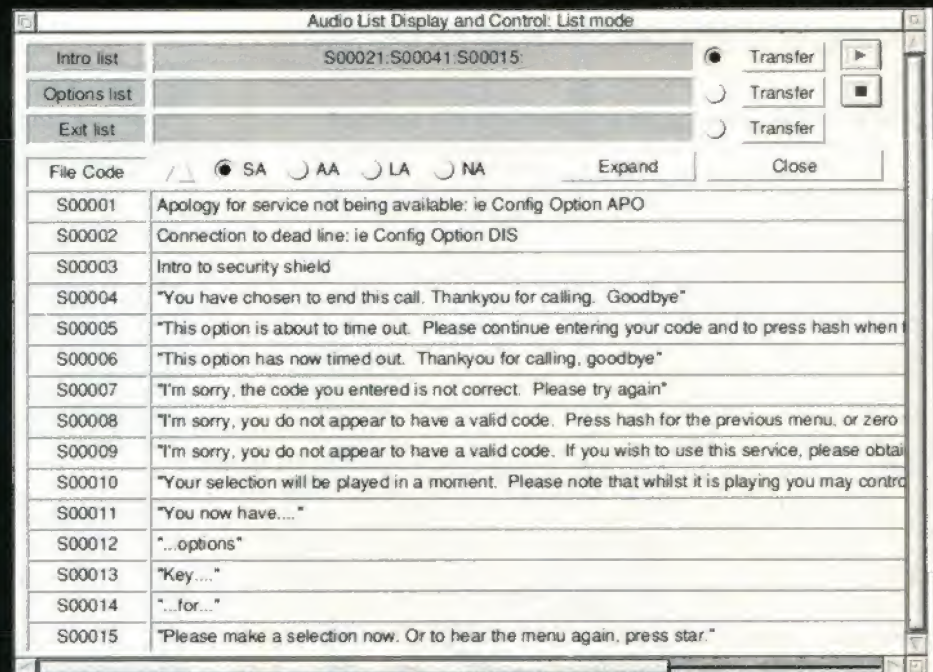 Audio List Display and Control: List mode
Intro list S00021:S00041:S00015: Transfer
Options list Transfer
Exit list Transfer
File Code SA AA LA NA Expand Close
S00001 Apology for service not being available: ie Config Option APO
S00002 Connection to dead line: ie Config Option DIS
S00003 Intro to security shield
S00004 "You have chosen to end this call. Thankyou for calling. Goodbye"
S00005 "This option is about to time out. Please continue entering your code and to press hash when
S00006 "This option has now timed out. Thankyou for calling, goodbye"
S00007 "I'm sorry, the code you entered is not correct. Please try again"
S00008 "I'm sorry, you do not appear to have a valid code. Press hash for the previous menu, or zero
S00009 "I'm sorry, you do not appear to have a valid code. If you wish to use this service, please obtai
S00010 "Your selection will be played in a moment. Please note that whilst it is playing you may contro
S00011 "You now have...."
S00012 "...options"
S00013 "Key...."
S00014 "...for..."
S00015 "Please make a selection now. Or to hear the menu again, press star."